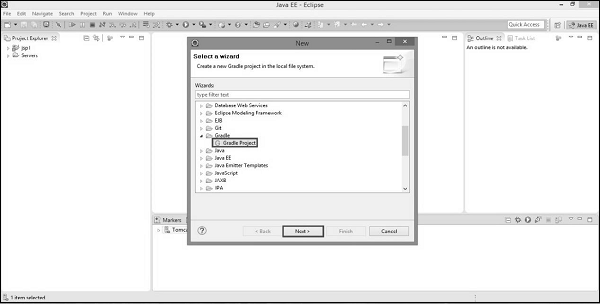 Java EE - Eclipse
File Edit Navigate Search Project Run Window Help
Quick Access
Java EE
Project Explorer
jsp1
Servers
New
Select a wizard
Create a new Gradle project in the local file system.
Wizards:
type filter text
Database Web Services
Eclipse Modeling Framework
EJB
Git
Gradle
Gradle Project
Java
Java EE
Java Emitter Templates
JavaScript
JAXB
JPA
< Back
Next >
Finish
Cancel
Outline
Task List
An outline is not available.
Markers
Tomca
1 item selected